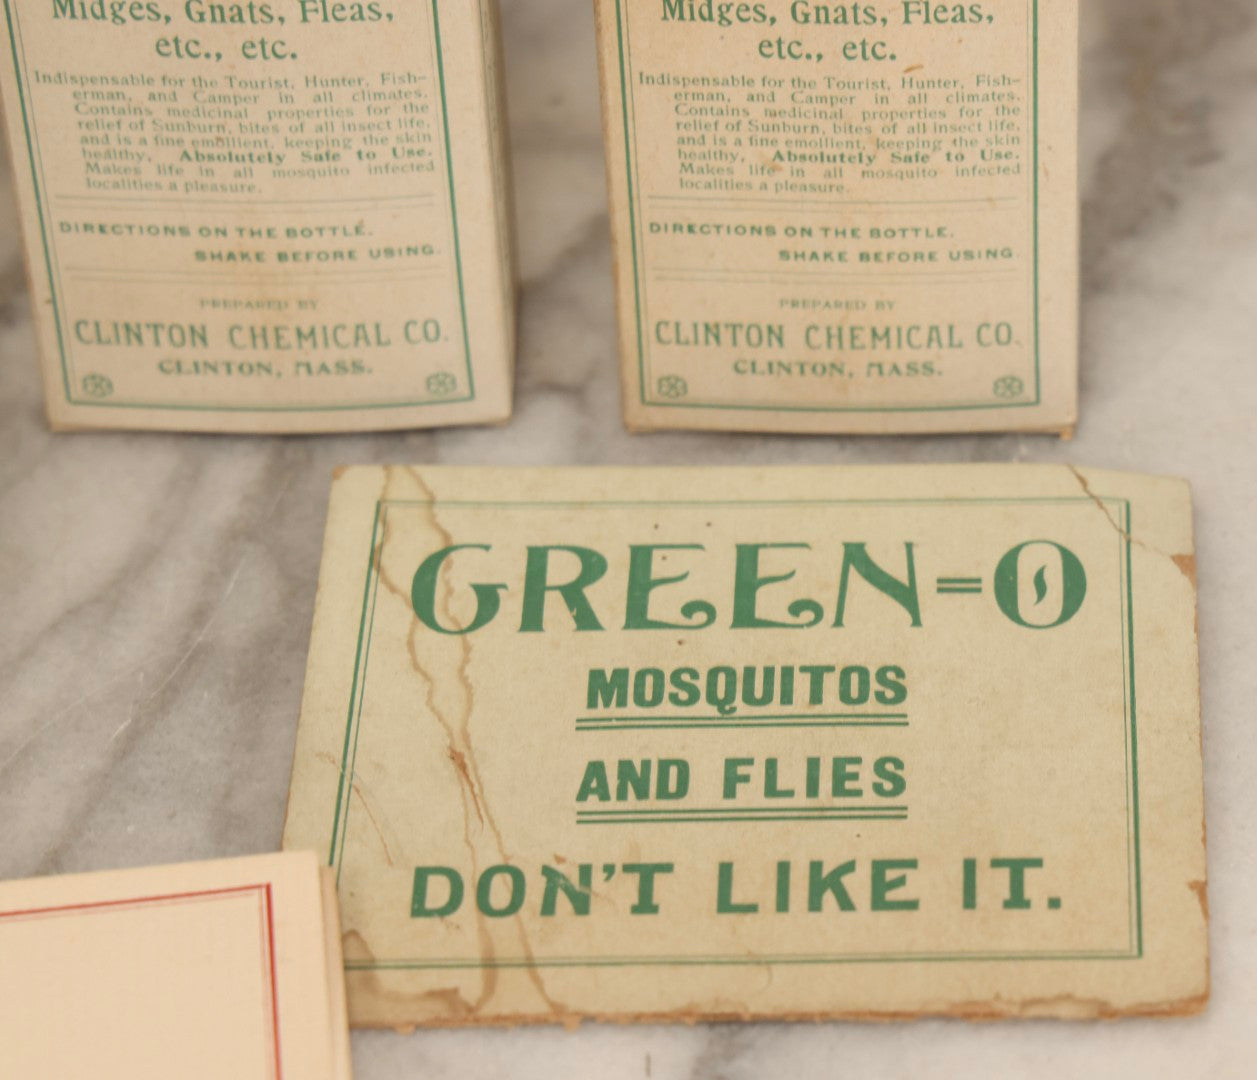 Midges, Gnats, Fleas,
etc., etc.
Indispensable for the Tourist, Hunter, Fish-
erman, and Camper in all climates.
Contains medicinal properties for the
relief of Sunburn, bites of all insect life,
and is a fine emollient, keeping the skin
healthy. Absolutely Safe to Use.
Makes life in all mosquito infected
localities a pleasure.
DIRECTIONS ON THE BOTTLE.
SHAKE BEFORE USING.
PREPARED BY
CLINTON CHEMICAL CO.
CLINTON, MASS.
Midges, Gnats, Fleas,
etc., etc.
Indispensable for the Tourist, Hunter, Fish-
erman, and Camper in all climates.
Contains medicinal properties for the
relief of Sunburn, bites of all insect life,
and is a fine emollient, keeping the skin
healthy. Absolutely Safe to Use.
Makes life in all mosquito infected
localities a pleasure.
DIRECTIONS ON THE BOTTLE.
SHAKE BEFORE USING.
PREPARED BY
CLINTON CHEMICAL CO.
CLINTON, MASS.
GREEN=O
MOSQUITOS
AND FLIES
DON'T LIKE IT.